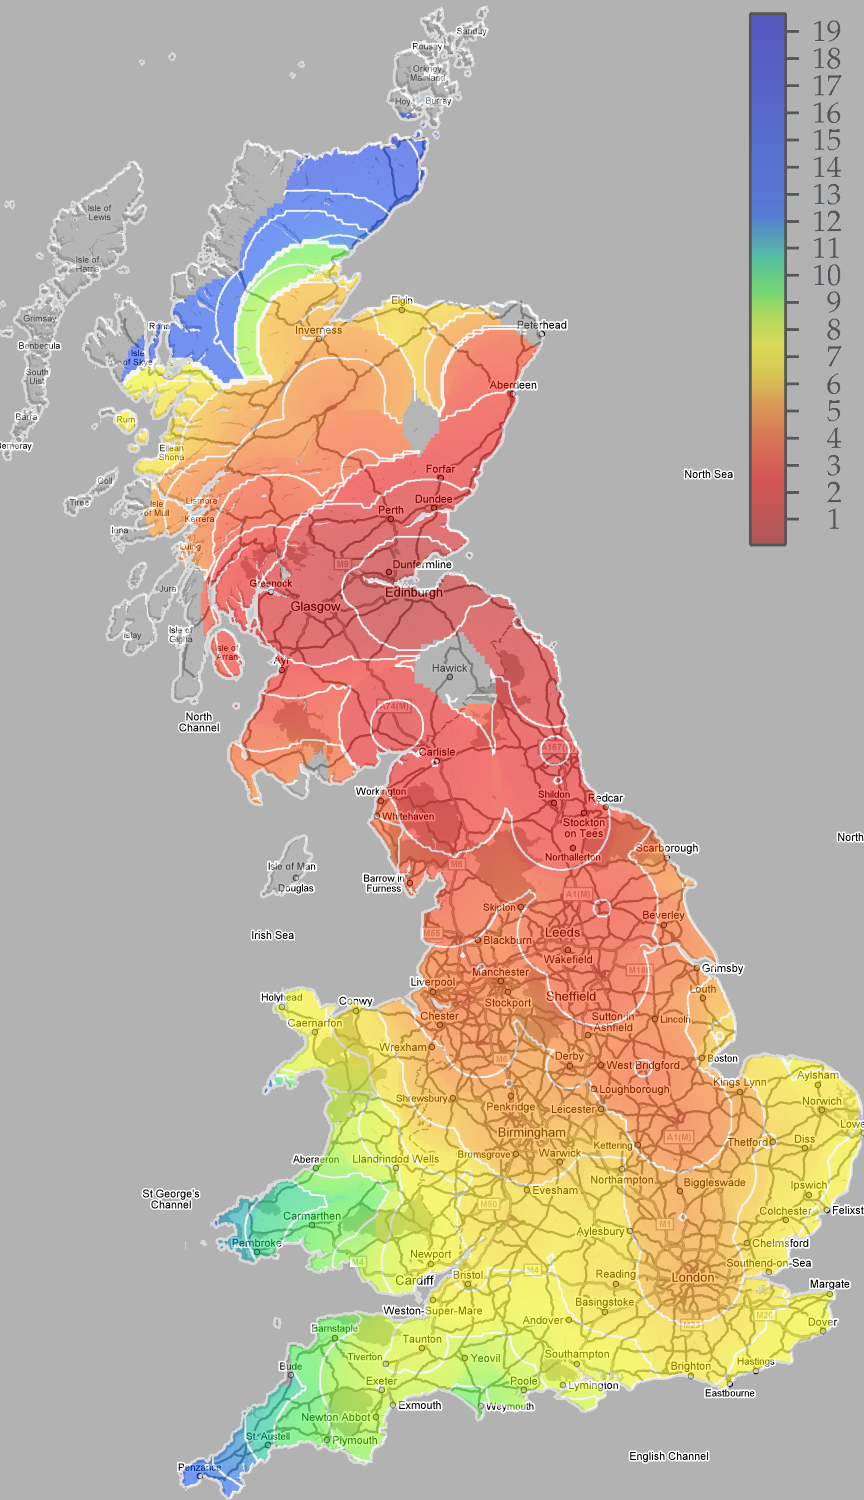 19
18
17
16
15
14
13
12
11
10
9
8
7
6
5
4
3
2
1
Sanday
Rousay
Orkney
Mainland
Hoy
Burray
Isle of
Lewis
Isle of
Harris
Grimsay
Benbecula
South
Uist
Barra
Berneray
Rona
Isle
of Skye
Rum
Eilean
Shona
Coll
Tiree
Isle
of Mull
Iona
Lismore
Kerrera
Luing
Jura
Islay
Isle of
Gigha
Isle of
Arran
Elgin
Inverness
Peterhead
Aberdeen
North Sea
Forfar
Dundee
Perth
M9
Dunfermline
Edinburgh
Greenock
Glasgow
Ayr
Hawick
North
Channel
A74(M)
Carlisle
A167(M)
Workington
Whitehaven
Shildon
Redcar
Stockton
on Tees
Northallerton
North
Scarborough
Isle of Man
Douglas
Barrow in
Furness
M6
A1(M)
Skipton
Beverley
Irish Sea
M55
Blackburn
Leeds
Wakefield
Manchester
M180
Grimsby
Liverpool
Stockport
Sheffield
Louth
Holyhead
Conwy
Caernarfon
Chester
Sutton in
Ashfield
Lincoln
Wrexham
M6
Derby
West Bridgford
Boston
Loughborough
Kings Lynn
Aylsham
Shrewsbury
Penkridge
Leicester
Norwich
Lowe
Birmingham
A1(M)
Kettering
Thetford
Diss
Aberaeron
Llandrindod Wells
Bromsgrove
Warwick
Northampton
Biggleswade
Ipswich
St George's
Channel
Evesham
M50
Carmarthen
Colchester
Felixst
M1
Aylesbury
Pembroke
Chelmsford
Newport
M4
Southend-on-Sea
Cardiff
Bristol
M4
Reading
London
Margate
Weston-Super-Mare
Basingstoke
Andover
M23
M20
Dover
Barnstaple
Taunton
Tiverton
Yeovil
Southampton
Brighton
Hastings
Bude
Exeter
Poole
Lymington
Eastbourne
Exmouth
Weymouth
Newton Abbot
St. Austell
Plymouth
English Channel
Penzance